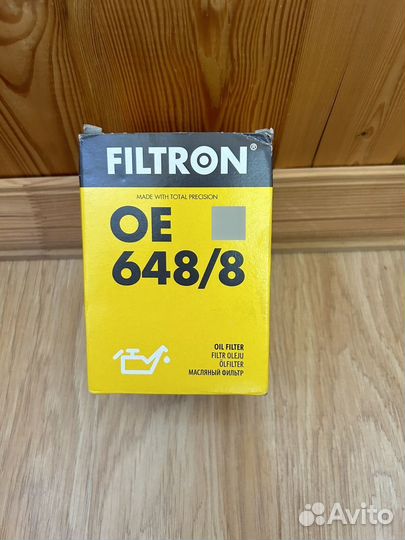 FILTRON®
MADE WITH TOTAL PRECISION
OE
648/8
OIL FILTER
FILTR OLEJU
ÖLFILTER
МАСЛЯНЫЙ ФИЛЬТР
Avito